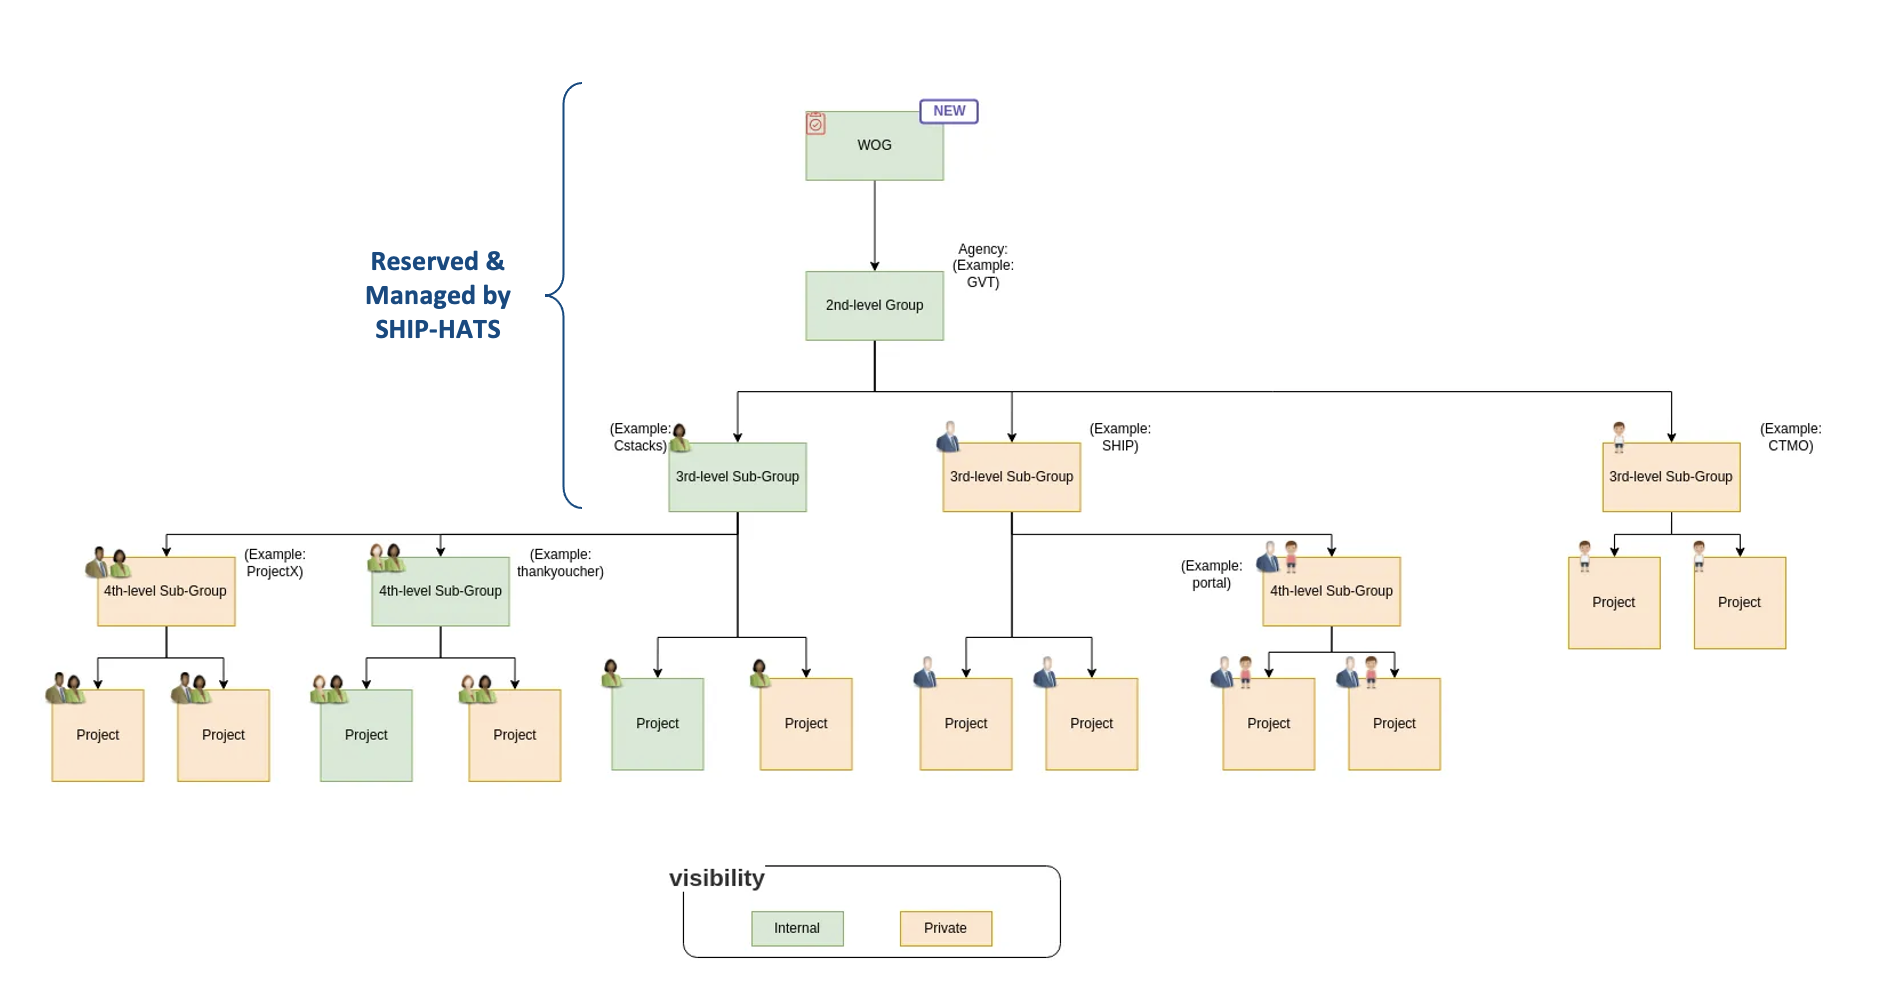 NEW
WOG
Reserved &
Managed by
SHIP-HATS
Agency:
(Example:
GVT)
2nd-level Group
(Example:
Cstacks)
3rd-level Sub-Group
3rd-level Sub-Group
(Example:
SHIP)
3rd-level Sub-Group
(Example:
CTMO)
4th-level Sub-Group
(Example:
ProjectX)
4th-level Sub-Group
(Example:
thankyoucher)
(Example:
portal)
4th-level Sub-Group
Project
Project
Project
Project
Project
Project
Project
Project
Project
Project
Project
Project
visibility
Internal
Private